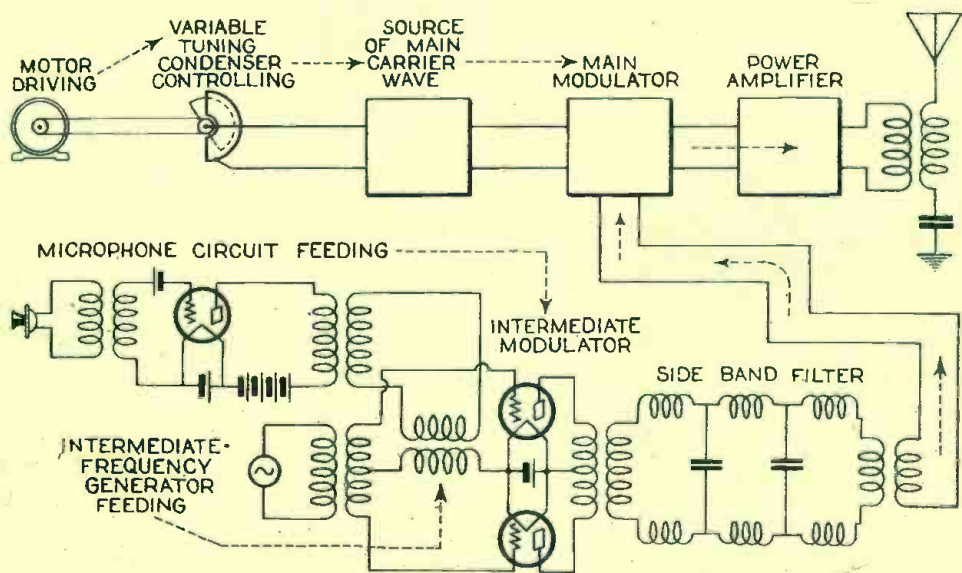 MOTOR
DRIVING
VARIABLE
TUNING
CONDENSER
CONTROLLING
SOURCE
OF MAIN
CARRIER
WAVE
MAIN
MODULATOR
POWER
AMPLIFIER
MICROPHONE CIRCUIT FEEDING
INTERMEDIATE
MODULATOR
SIDE BAND FILTER
INTERMEDIATE-
FREQUENCY
GENERATOR
FEEDING